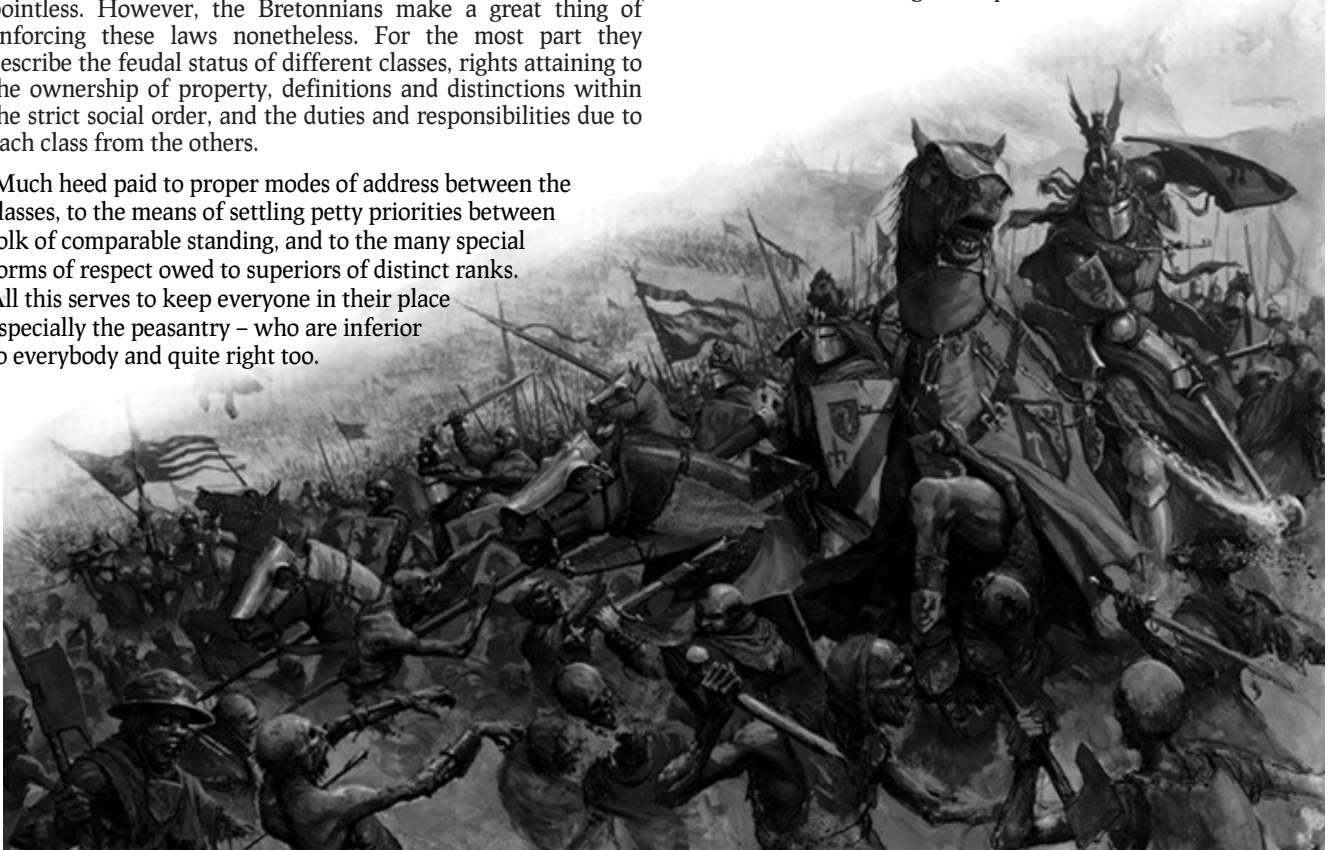 ointless. However, the Bretonnians make a great thing of
nforcing these laws nonetheless. For the most part they
escribe the feudal status of different classes, rights attaining to
he ownership of property, definitions and distinctions within
he strict social order, and the duties and responsibilities due to
ach class from the others.
Much heed paid to proper modes of address between the
lasses, to the means of settling petty priorities between
olk of comparable standing, and to the many special
orms of respect owed to superiors of distinct ranks.
All this serves to keep everyone in their place
specially the peasantry – who are inferior
o everybody and quite right too.